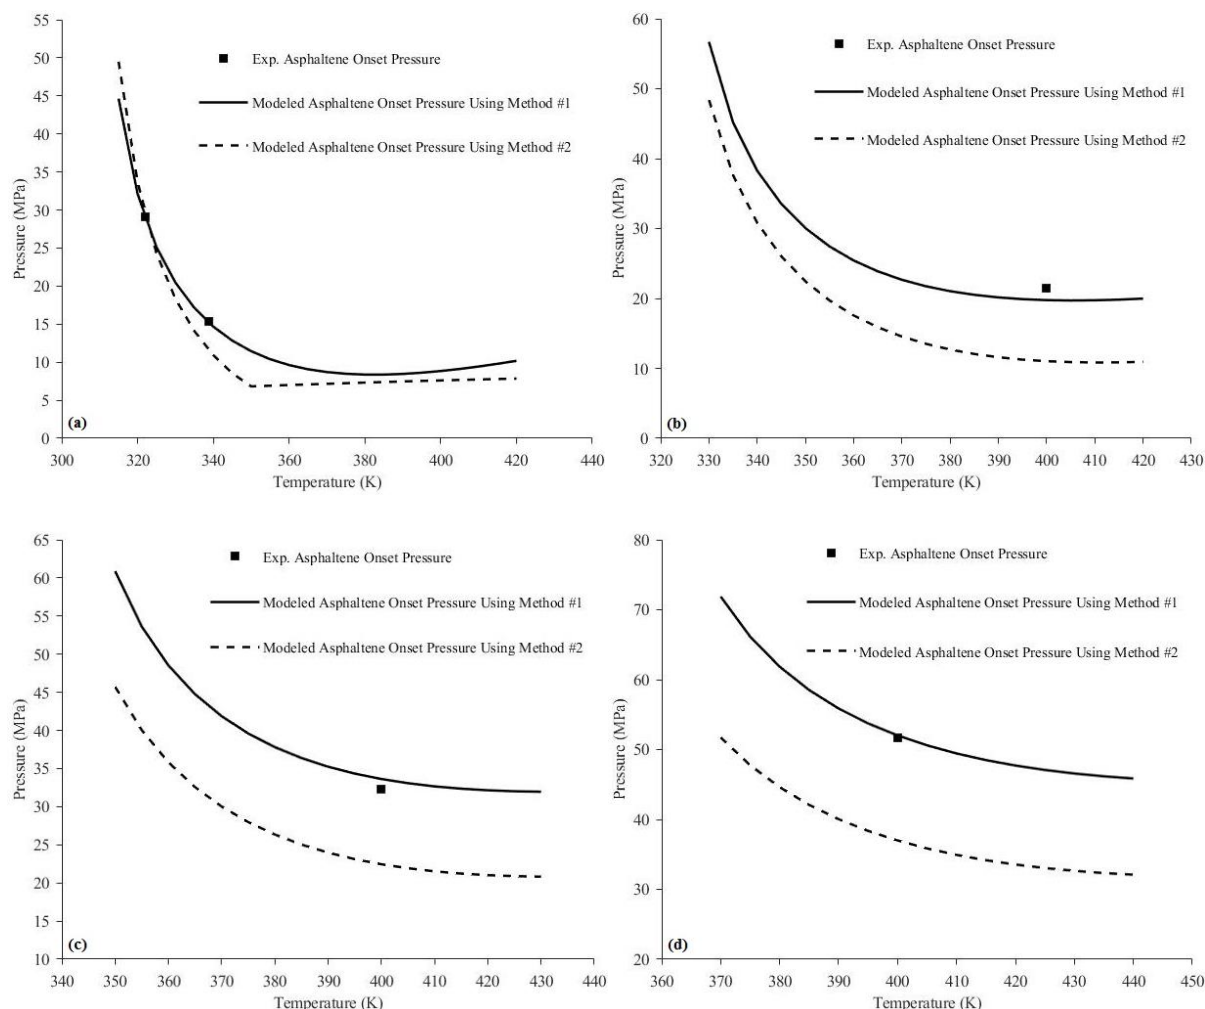 55
50
45
40
35
30
25
20
15
10
5
0
Pressure (MPa)
Exp. Asphaltene Onset Pressure
Modeled Asphaltene Onset Pressure Using Method #1
Modeled Asphaltene Onset Pressure Using Method #2
(a)
300 320 340 360 380 400 420 440
Temperature (K)
60
50
40
30
20
10
0
Pressure (MPa)
Exp. Asphaltene Onset Pressure
Modeled Asphaltene Onset Pressure Using Method #1
Modeled Asphaltene Onset Pressure Using Method #2
(b)
320 330 340 350 360 370 380 390 400 410 420 430
Temperature (K)
65
60
55
50
45
40
35
30
25
20
15
10
Pressure (MPa)
Exp. Asphaltene Onset Pressure
Modeled Asphaltene Onset Pressure Using Method #1
Modeled Asphaltene Onset Pressure Using Method #2
(c)
340 350 360 370 380 390 400 410 420 430 440
Temperature (K)
80
70
60
50
40
30
20
Pressure (MPa)
Exp. Asphaltene Onset Pressure
Modeled Asphaltene Onset Pressure Using Method #1
Modeled Asphaltene Onset Pressure Using Method #2
(d)
360 370 380 390 400 410 420 430 440 450
Temperature (K)